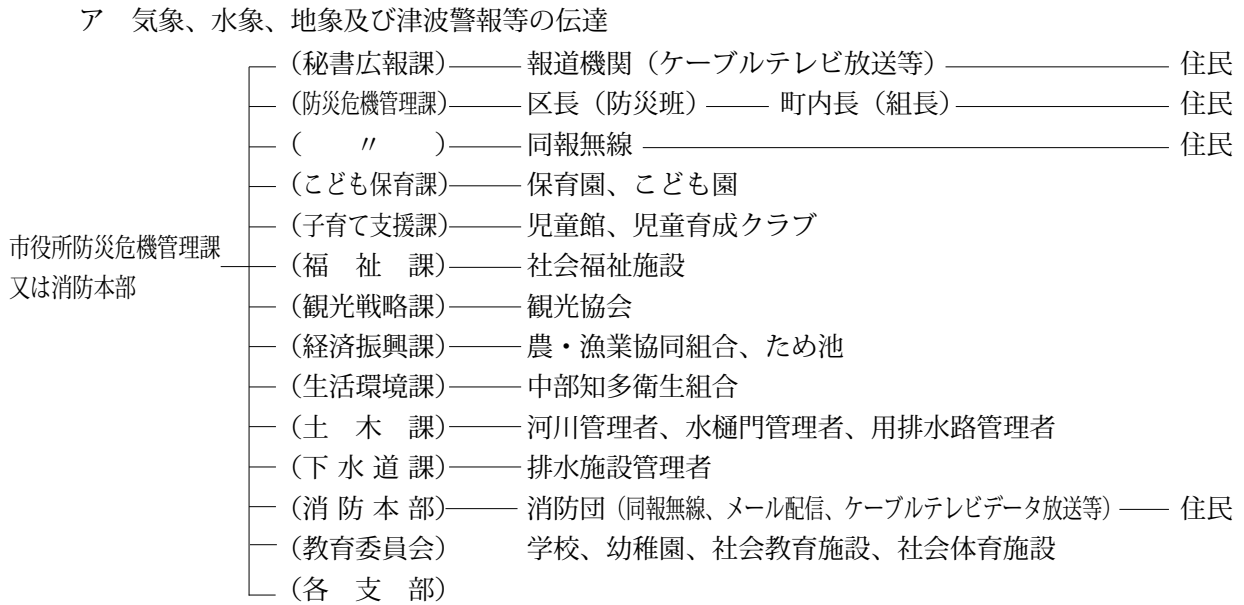 ア　気象、水象、地象及び津波警報等の伝達
（秘書広報課） 報道機関（ケーブルテレビ放送等） 住民
（防災危機管理課） 区長（防災班） 町内長（組長） 住民
（　　〃　　） 同報無線 住民
（こども保育課） 保育園、こども園
（子育て支援課） 児童館、児童育成クラブ
市役所防災危機管理課
又は消防本部
（福　祉　課） 社会福祉施設
（観光戦略課） 観光協会
（経済振興課） 農・漁業協同組合、ため池
（生活環境課） 中部知多衛生組合
（土　木　課） 河川管理者、水樋門管理者、用排水路管理者
（下 水 道 課） 排水施設管理者
（消 防 本 部） 消防団（同報無線、メール配信、ケーブルテレビデータ放送等） 住民
（教育委員会） 学校、幼稚園、社会教育施設、社会体育施設
（各　支　部）